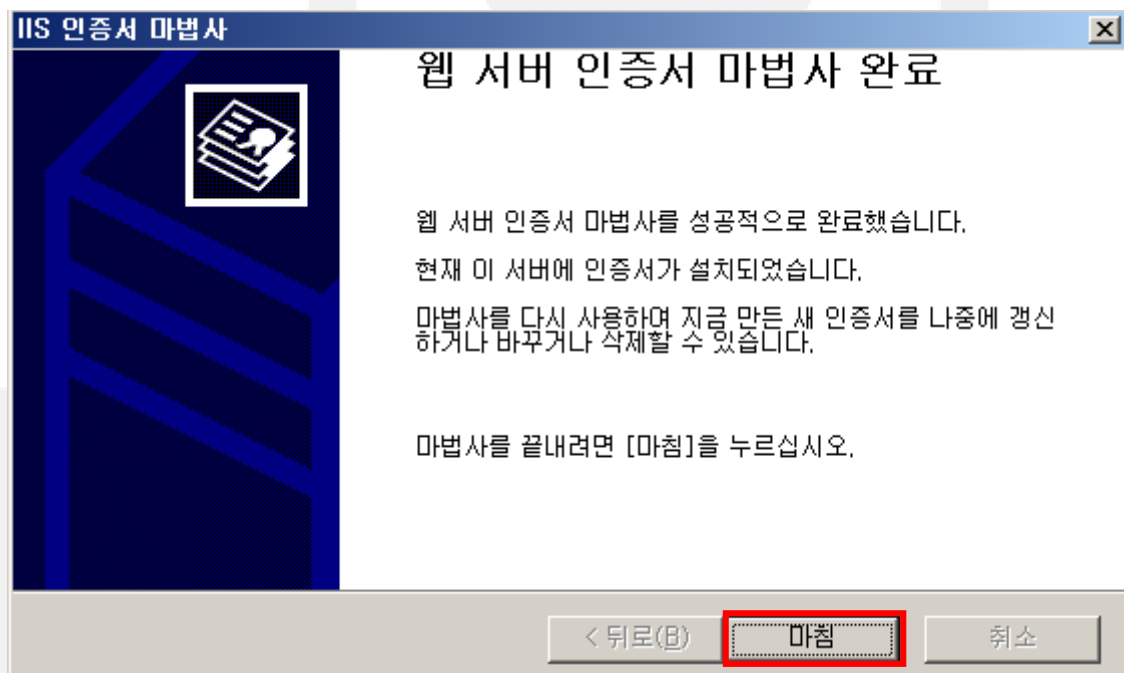 IIS 인증서 마법사
웹 서버 인증서 마법사 완료
웹 서버 인증서 마법사를 성공적으로 완료했습니다.
현재 이 서버에 인증서가 설치되었습니다.
마법사를 다시 사용하여 지금 만든 새 인증서를 나중에 갱신
하거나 바꾸거나 삭제할 수 있습니다.
마법사를 끝내려면 [마침]을 누르십시오.
< 뒤로(B) 마침 취소